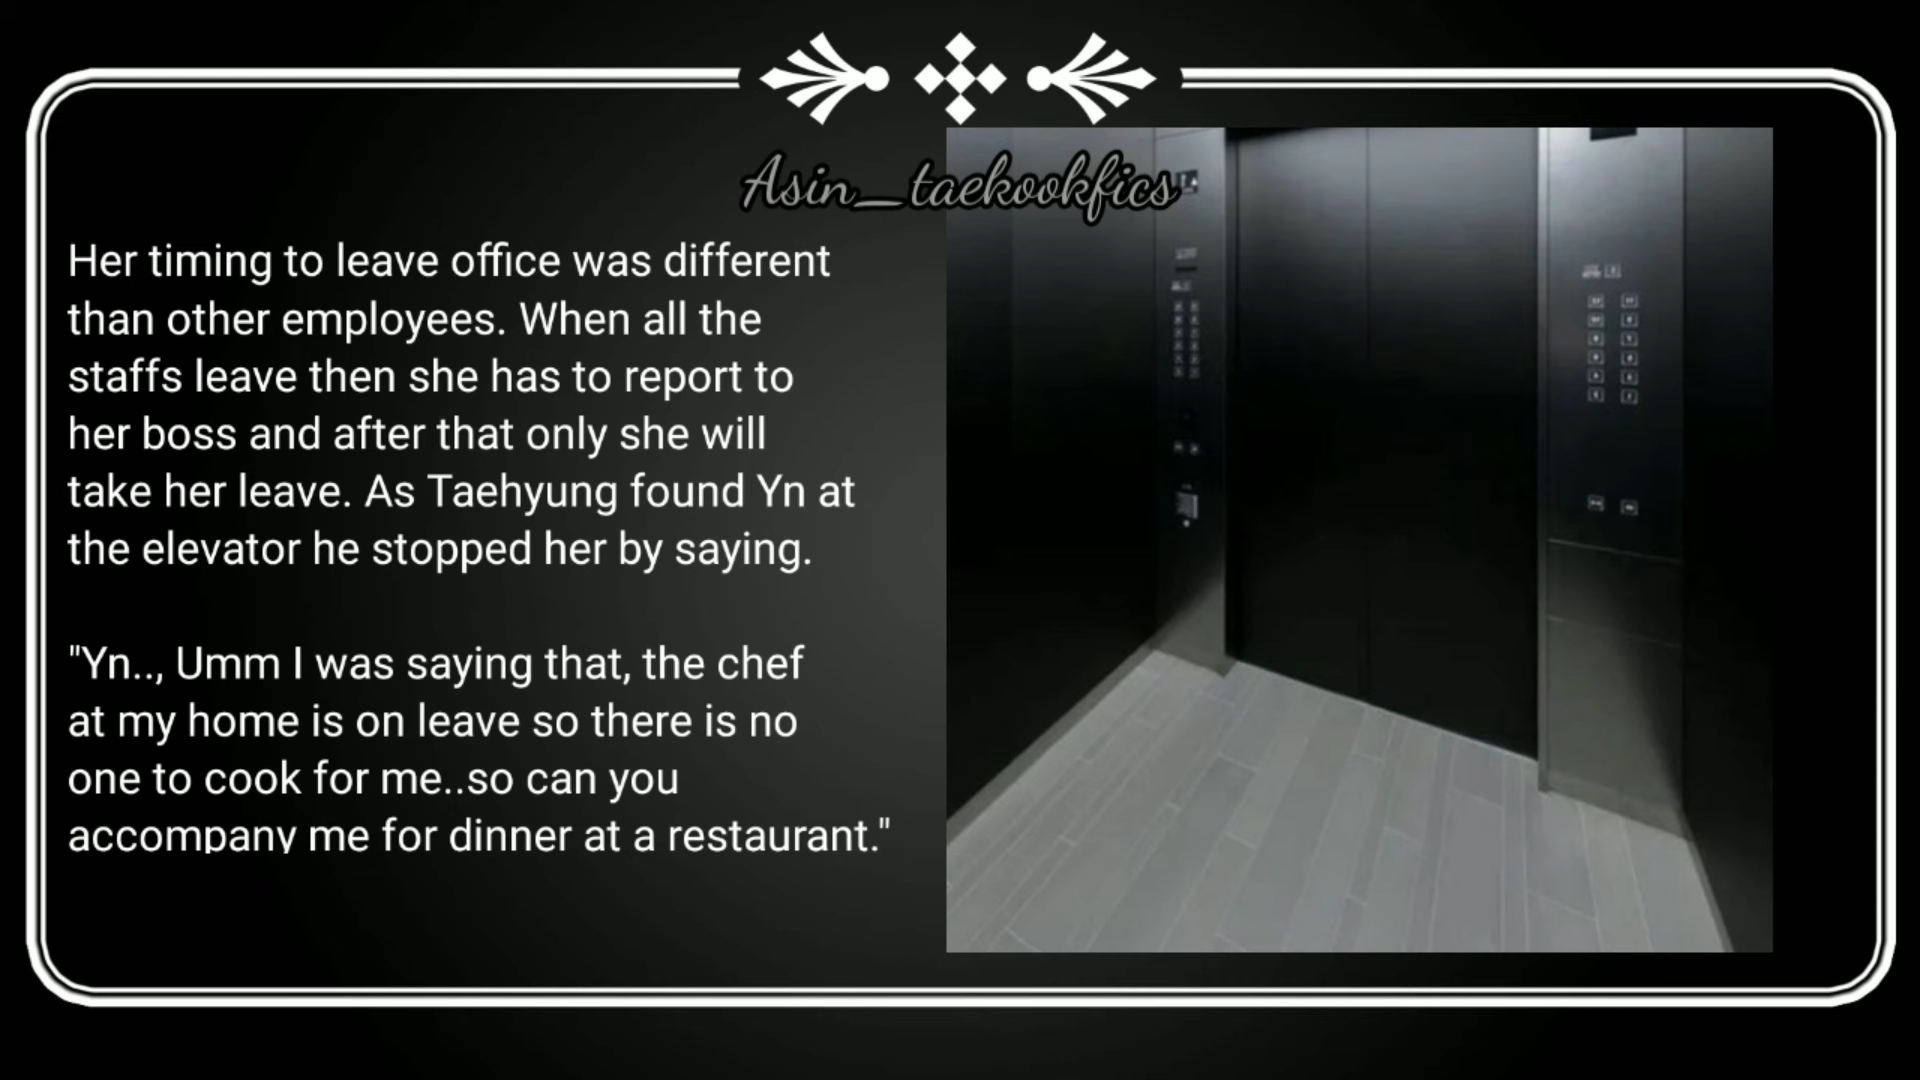 Asin_taekookfics
Her timing to leave office was different
than other employees. When all the
staffs leave then she has to report to
her boss and after that only she will
take her leave. As Taehyung found Yn at
the elevator he stopped her by saying.
"Yn.., Umm I was saying that, the chef
at my home is on leave so there is no
one to cook for me..so can you
accompany me for dinner at a restaurant."